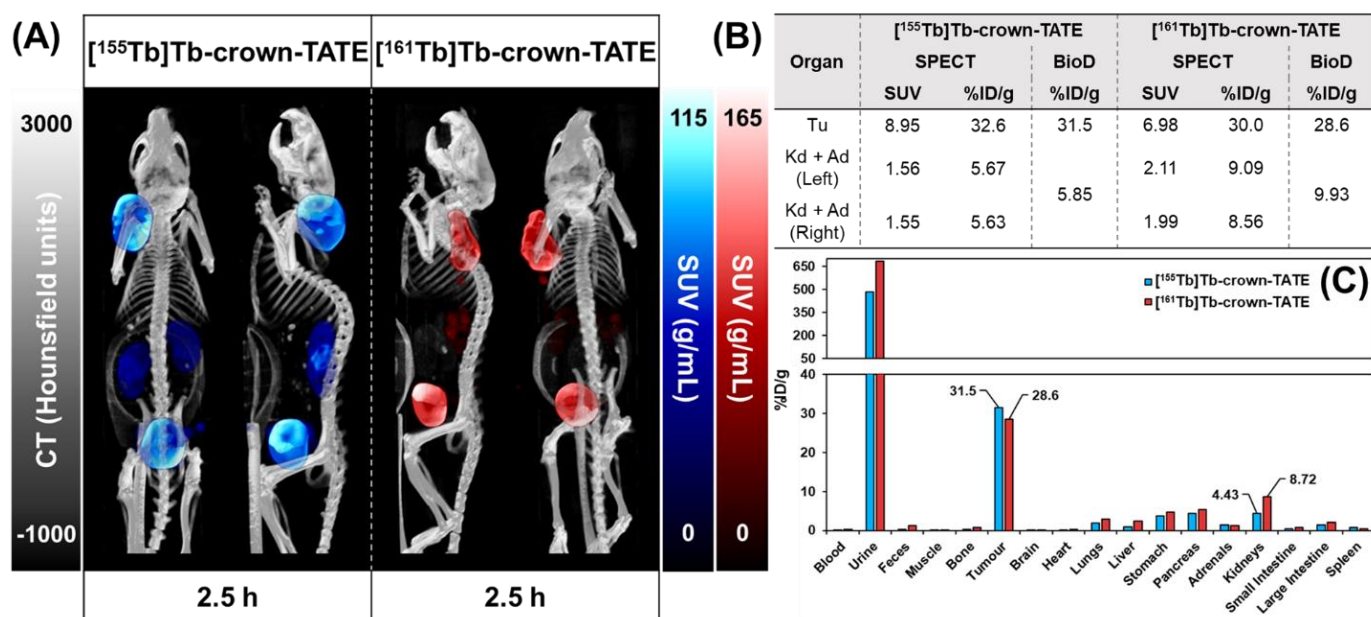 (A)
[¹⁵⁵Tb]Tb-crown-TATE
[¹⁶¹Tb]Tb-crown-TATE
3000
CT (Hounsfield units)
-1000
2.5 h
2.5 h
115
SUV (g/mL)
0
165
SUV (g/mL)
0
(B)
[¹⁵⁵Tb]Tb-crown-TATE [¹⁶¹Tb]Tb-crown-TATE
Organ SPECT BioD SPECT BioD
SUV %ID/g %ID/g SUV %ID/g %ID/g
Tu 8.95 32.6 31.5 6.98 30.0 28.6
Kd + Ad
(Left) 1.56 5.67 2.11 9.09
5.85 9.93
Kd + Ad
(Right) 1.55 5.63 1.99 8.56
(C)
[¹⁵⁵Tb]Tb-crown-TATE
[¹⁶¹Tb]Tb-crown-TATE
%ID/g
650
500
350
200
50
40
30
20
10
0
31.5
28.6
4.43
8.72
Blood
Urine
Feces
Muscle
Bone
Tumour
Brain
Heart
Lungs
Liver
Stomach
Pancreas
Adrenals
Kidneys
Small Intestine
Large Intestine
Spleen